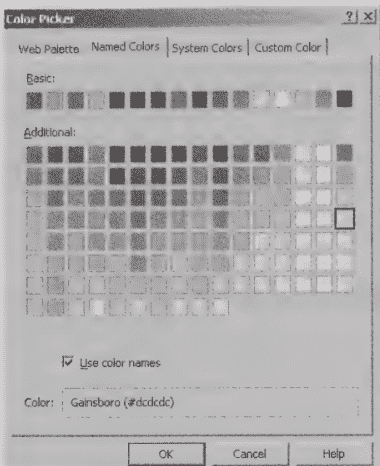 Color Picker ? ×
Web Palette Named Colors System Colors Custom Color
Basic:
Additional:
Use color names
Color: Gainsboro (#dcdcdc)
OK Cancel Help